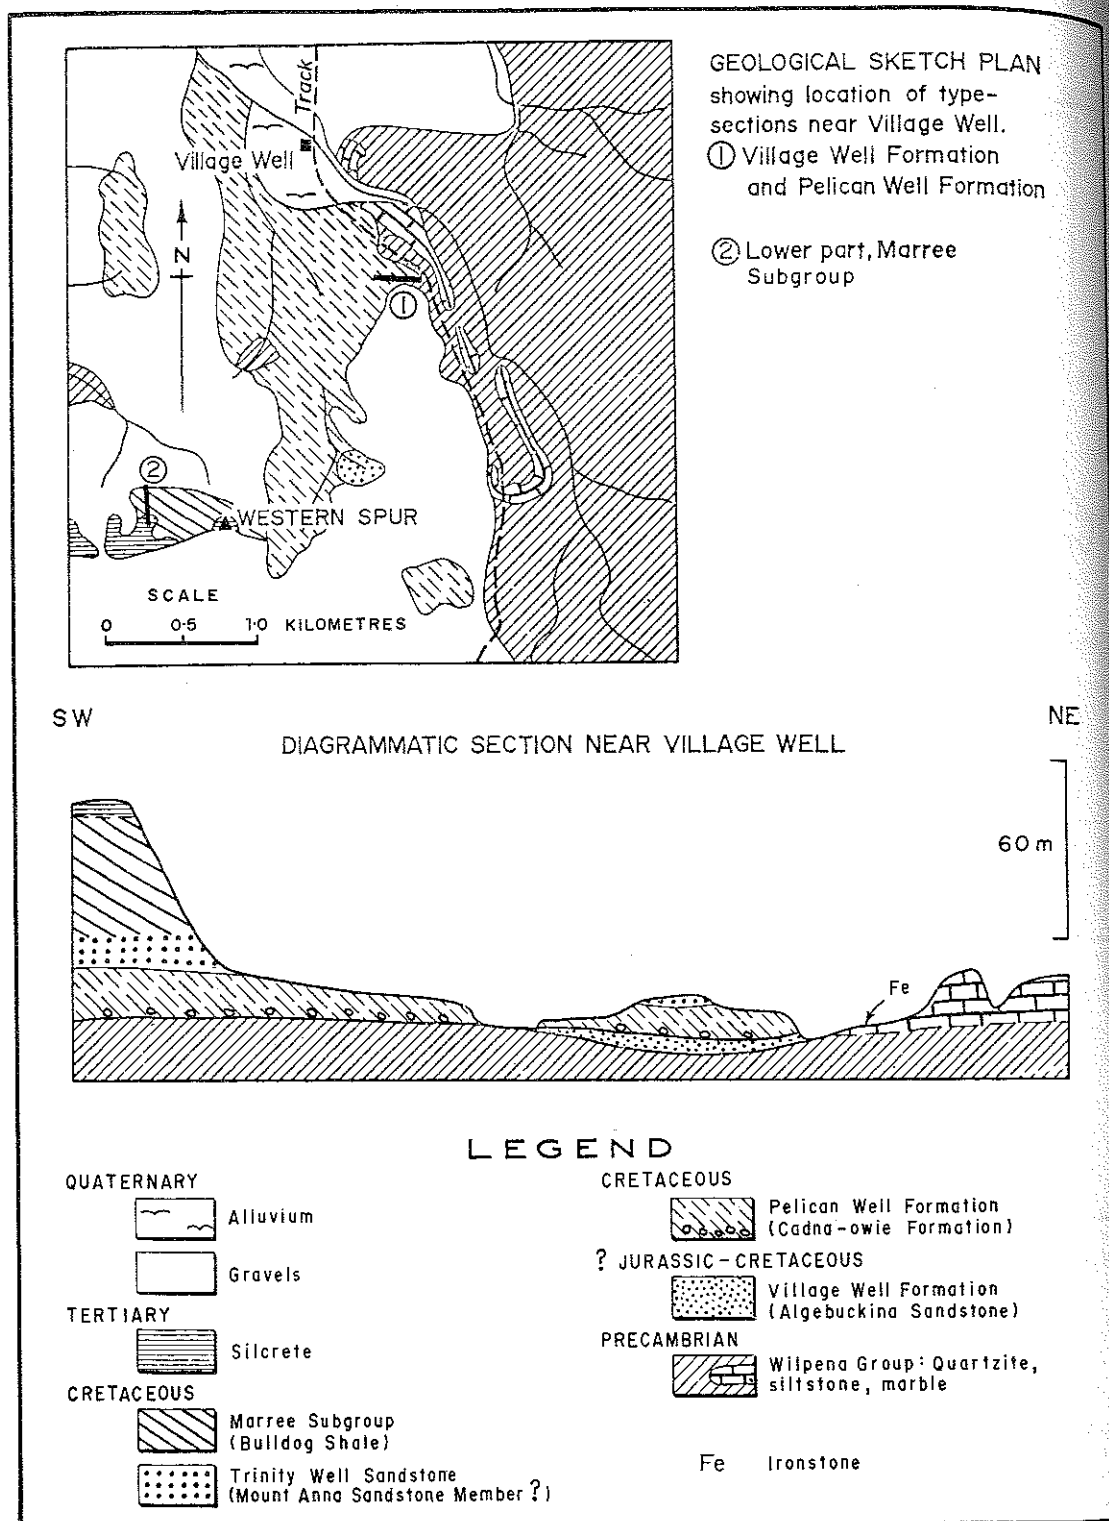 GEOLOGICAL SKETCH PLAN
showing location of type-
sections near Village Well.
① Village Well Formation
and Pelican Well Formation
② Lower part, Marree
Subgroup
Track
Village Well
N
①
②
WESTERN SPUR
SCALE
0 0·5 1·0 KILOMETRES
SW
NE
DIAGRAMMATIC SECTION NEAR VILLAGE WELL
60 m
Fe
LEGEND
QUATERNARY
Alluvium
Gravels
TERTIARY
Silcrete
CRETACEOUS
Marree Subgroup
(Bulldog Shale)
Trinity Well Sandstone
(Mount Anna Sandstone Member ?)
CRETACEOUS
Pelican Well Formation
(Cadna-owie Formation)
? JURASSIC-CRETACEOUS
Village Well Formation
(Algebuckina Sandstone)
PRECAMBRIAN
Wilpena Group: Quartzite,
siltstone, marble
Fe Ironstone